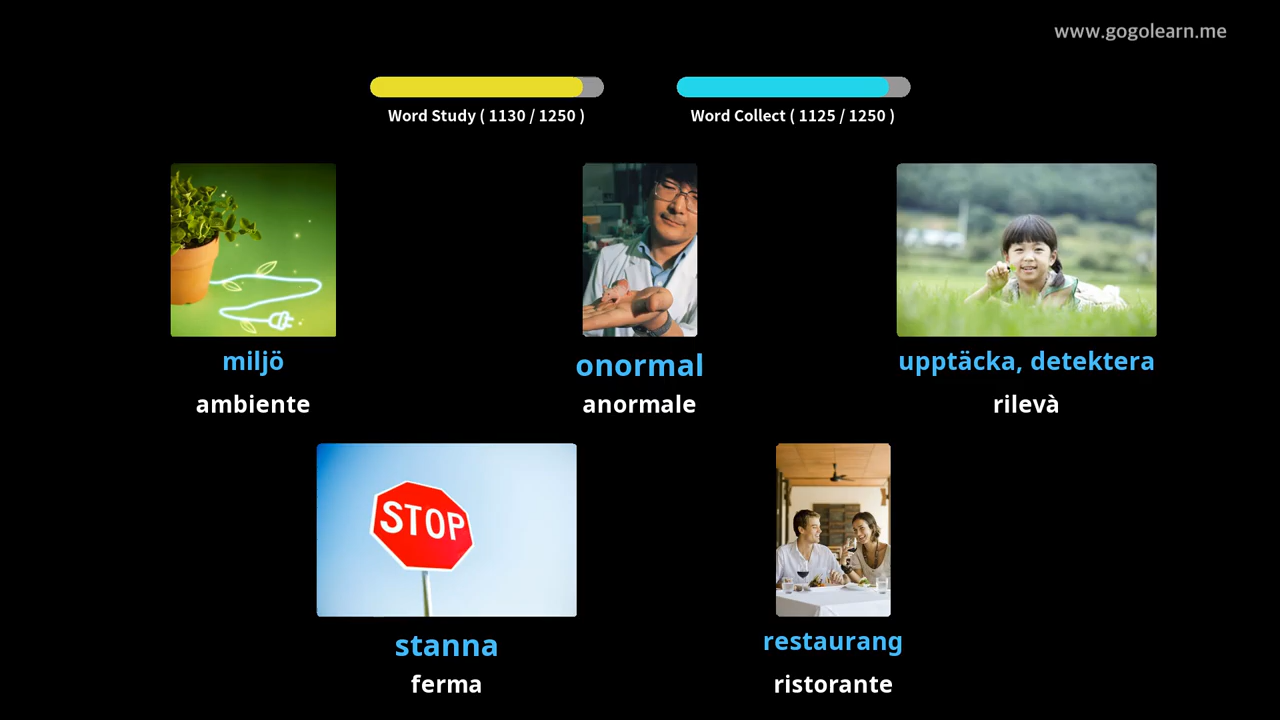 www.gogolearn.me
Word Study ( 1130 / 1250 )
Word Collect ( 1125 / 1250 )
miljö
ambiente
onormal
anormale
upptäcka, detektera
rilevà
STOP
stanna
ferma
restaurang
ristorante